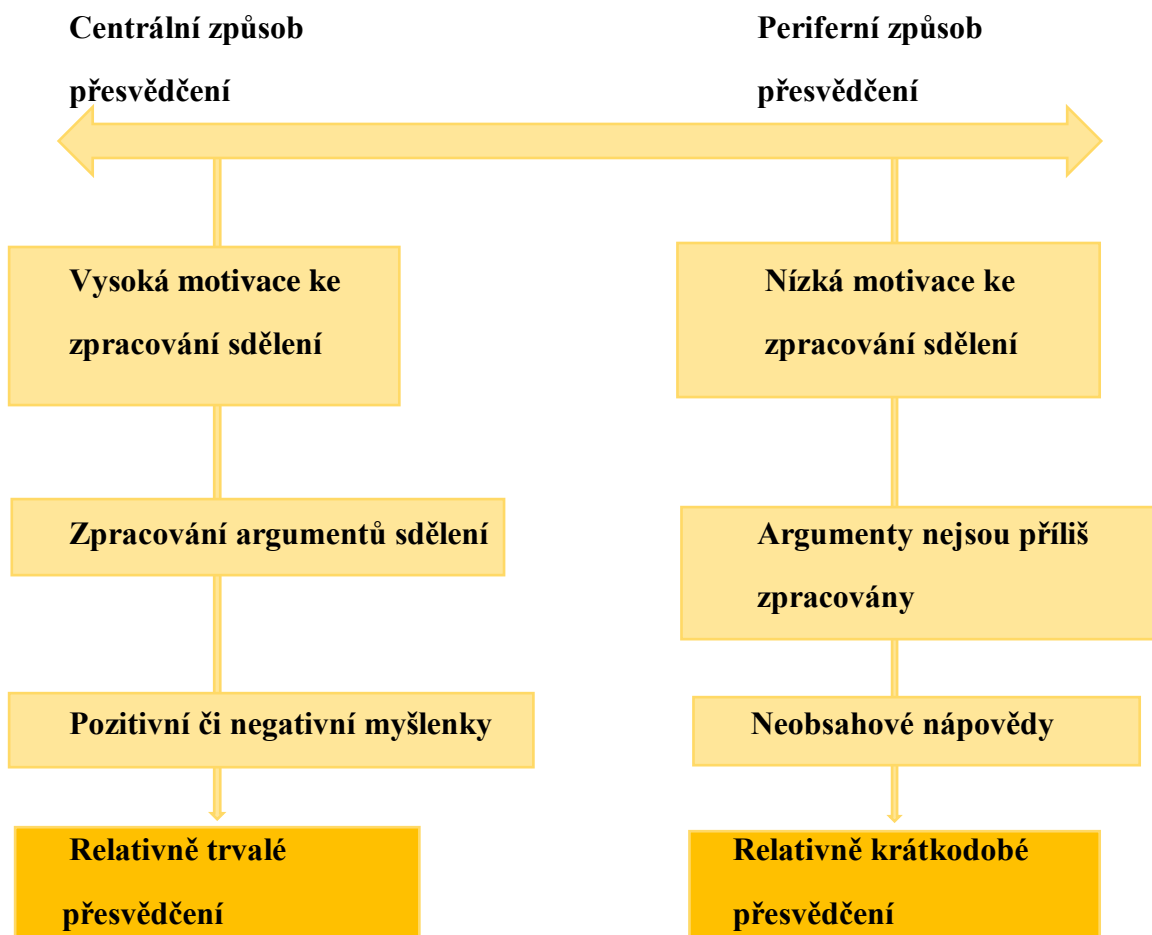 Centrální způsob
přesvědčení
Periferní způsob
přesvědčení
Vysoká motivace ke
zpracování sdělení
Nízká motivace ke
zpracování sdělení
Zpracování argumentů sdělení
Argumenty nejsou příliš
zpracovány
Pozitivní či negativní myšlenky
Neobsahové nápovědy
Relativně trvalé
přesvědčení
Relativně krátkodobé
přesvědčení